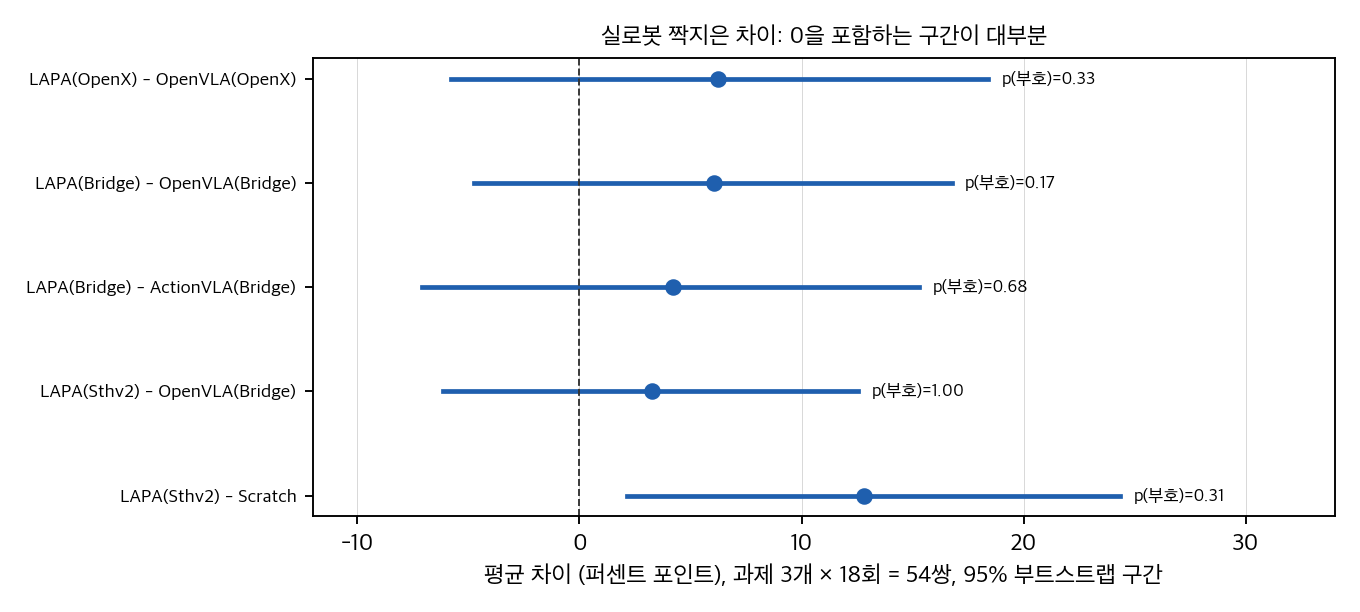 실로봇 짝지은 차이: 0을 포함하는 구간이 대부분
LAPA(OpenX) - OpenVLA(OpenX)
p(부호)=0.33
LAPA(Bridge) - OpenVLA(Bridge)
p(부호)=0.17
LAPA(Bridge) - ActionVLA(Bridge)
p(부호)=0.68
LAPA(Sthv2) - OpenVLA(Bridge)
p(부호)=1.00
LAPA(Sthv2) - Scratch
p(부호)=0.31
-10 0 10 20 30
평균 차이 (퍼센트 포인트), 과제 3개 × 18회 = 54쌍, 95% 부트스트랩 구간